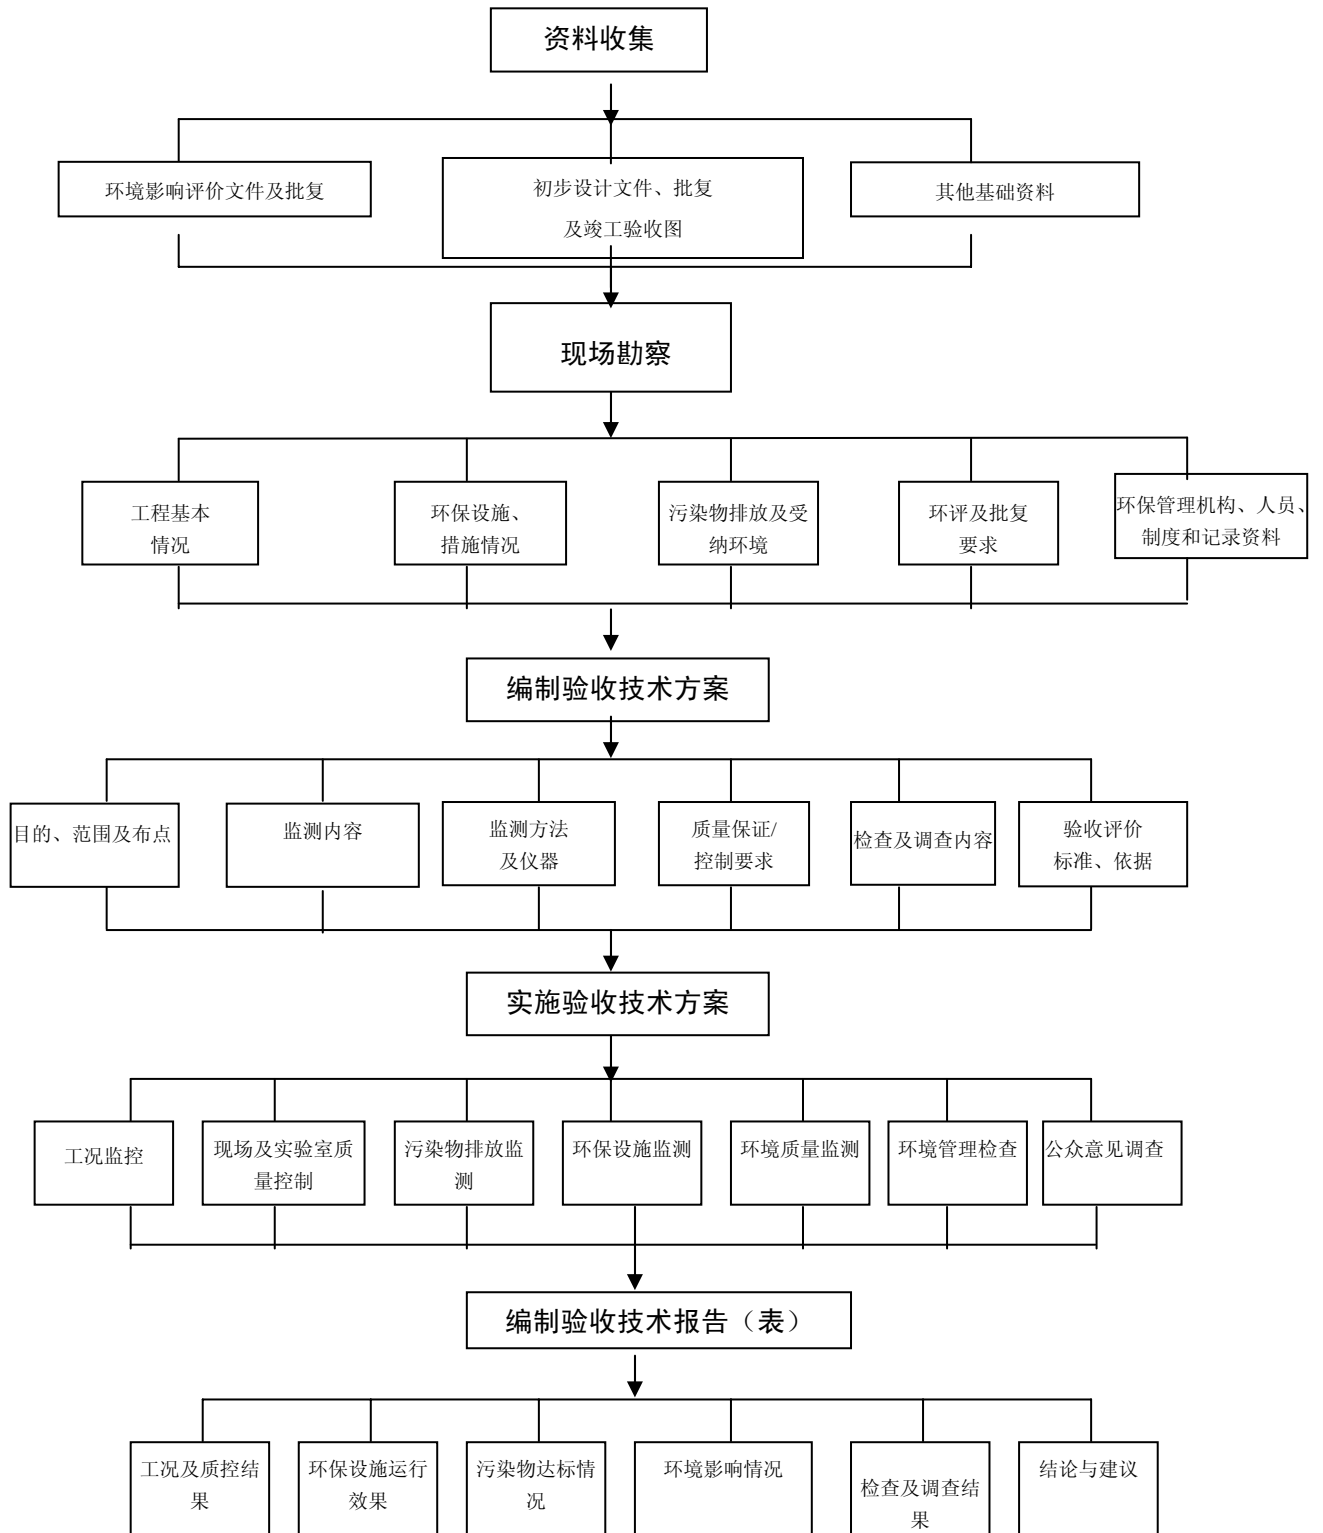 资料收集
环境影响评价文件及批复
初步设计文件、批复
及竣工验收图
其他基础资料
现场勘察
工程基本
情况
环保设施、
措施情况
污染物排放及受
纳环境
环评及批复
要求
环保管理机构、人员、
制度和记录资料
编制验收技术方案
目的、范围及布点
监测内容
监测方法
及仪器
质量保证/
控制要求
检查及调查内容
验收评价
标准、依据
实施验收技术方案
工况监控
现场及实验室质
量控制
污染物排放监
测
环保设施监测
环境质量监测
环境管理检查
公众意见调查
编制验收技术报告（表）
工况及质控结
果
环保设施运行
效果
污染物达标情
况
环境影响情况
检查及调查结
果
结论与建议